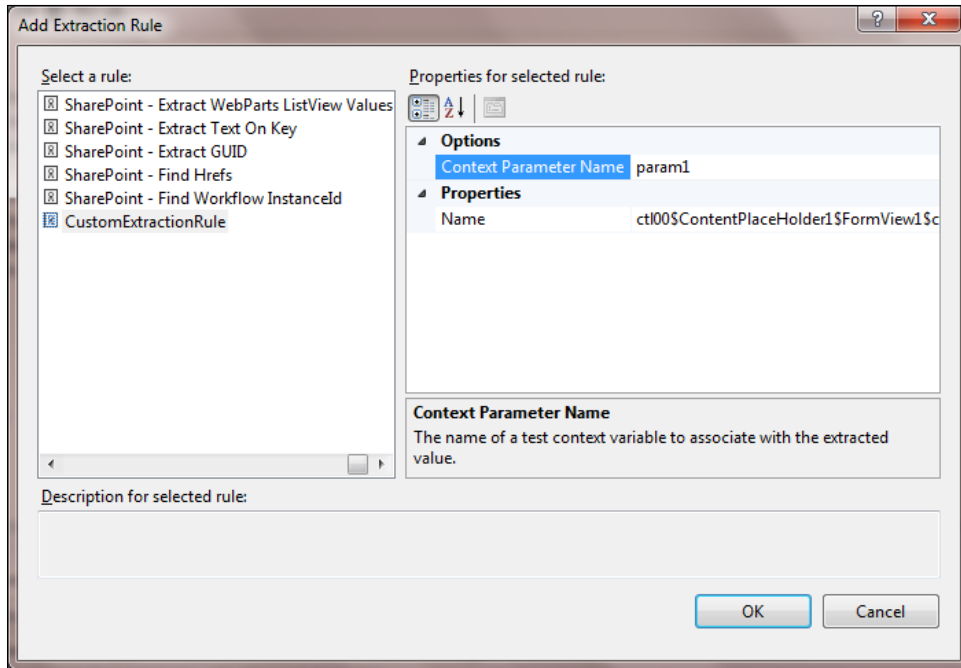 Add Extraction Rule
Select a rule:
SharePoint - Extract WebParts ListView Values
SharePoint - Extract Text On Key
SharePoint - Extract GUID
SharePoint - Find Hrefs
SharePoint - Find Workflow InstanceId
CustomExtractionRule
Properties for selected rule:
Options
Context Parameter Name param1
Properties
Name ctl00$ContentPlaceHolder1$FormView1$c
Context Parameter Name
The name of a test context variable to associate with the extracted
value.
Description for selected rule:
OK Cancel